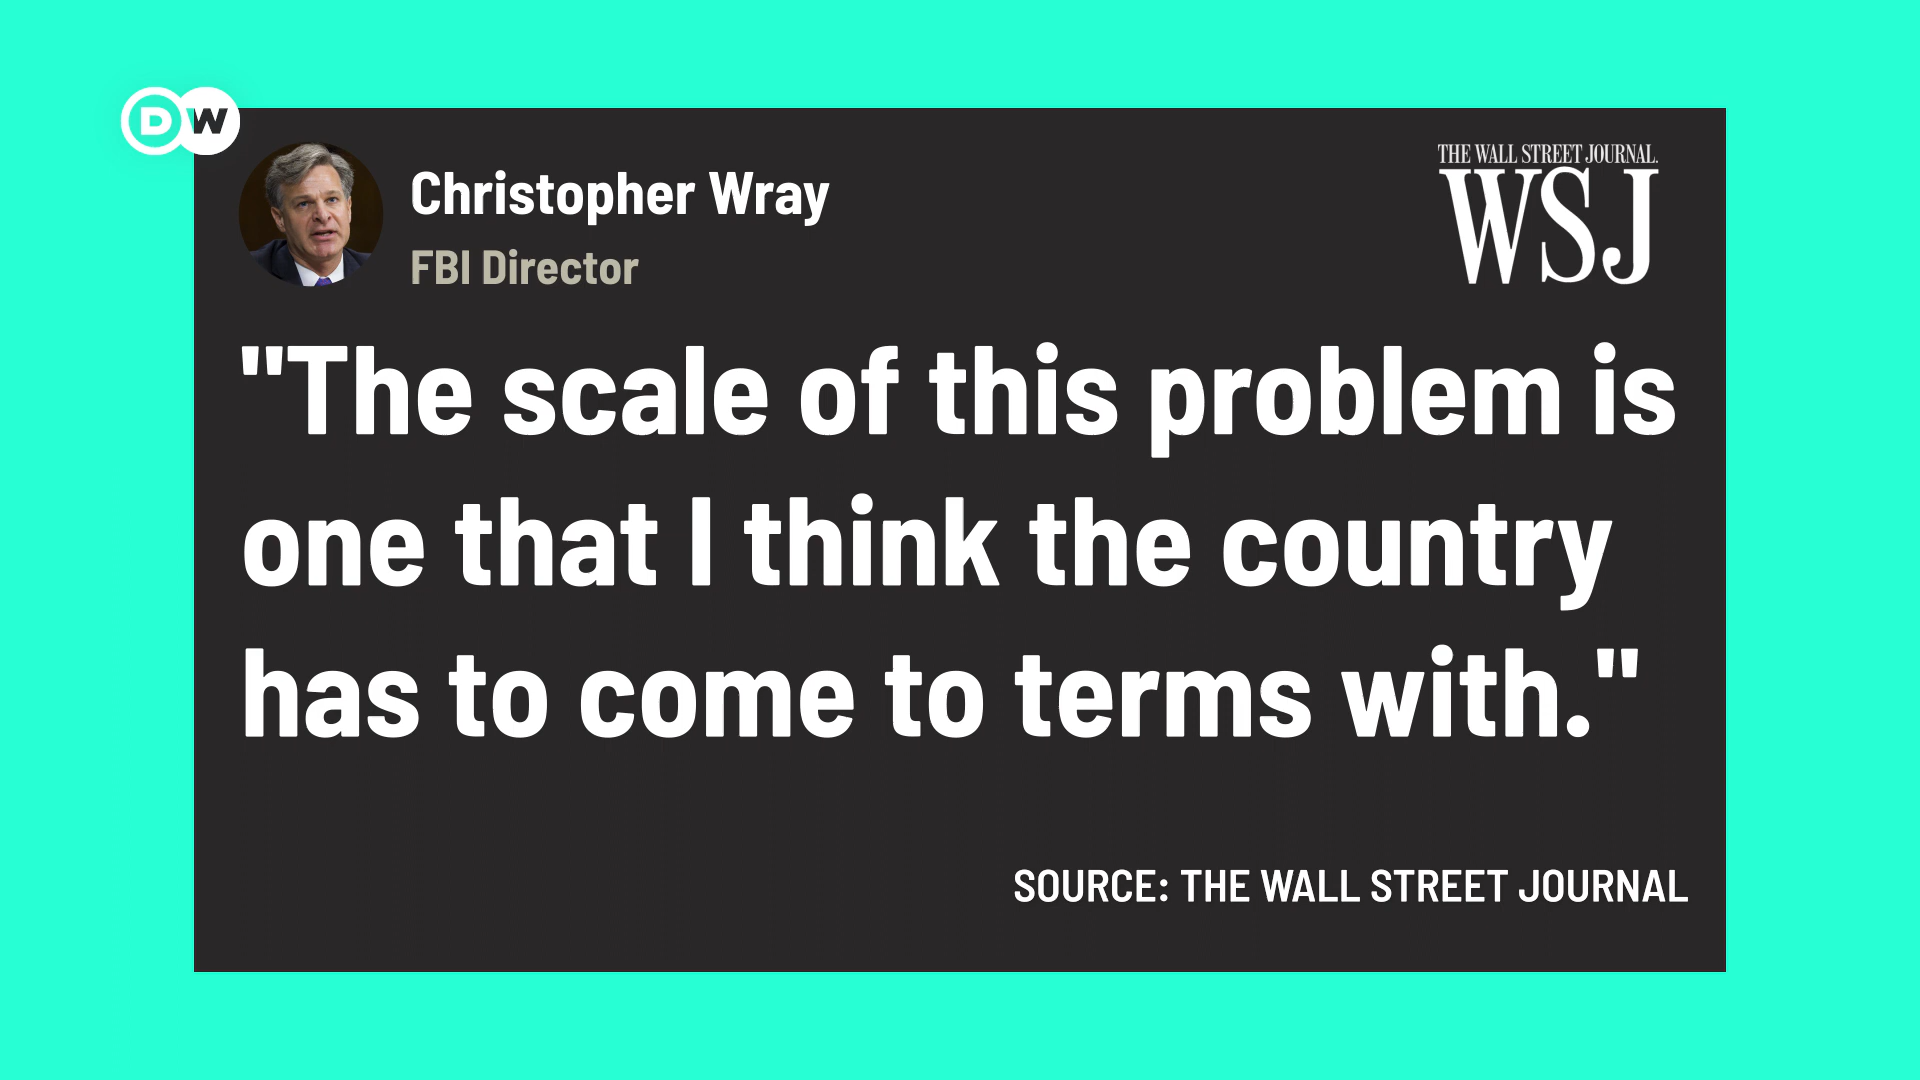 DW
Christopher Wray
FBI Director
THE WALL STREET JOURNAL.
WSJ
"The scale of this problem is
one that I think the country
has to come to terms with."
SOURCE: THE WALL STREET JOURNAL